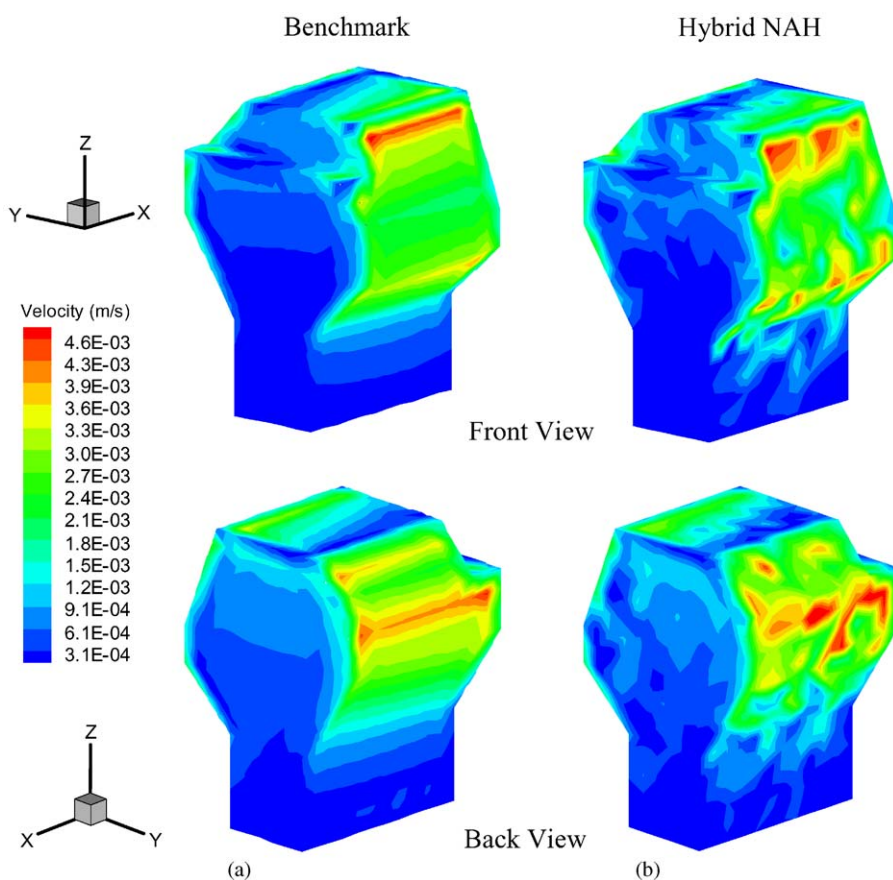 Benchmark
Hybrid NAH
Z
Y
X
Velocity (m/s)
4.6E-03
4.3E-03
3.9E-03
3.6E-03
3.3E-03
3.0E-03
2.7E-03
2.4E-03
2.1E-03
1.8E-03
1.5E-03
1.2E-03
9.1E-04
6.1E-04
3.1E-04
Front View
Z
X
Y
Back View
(a)
(b)